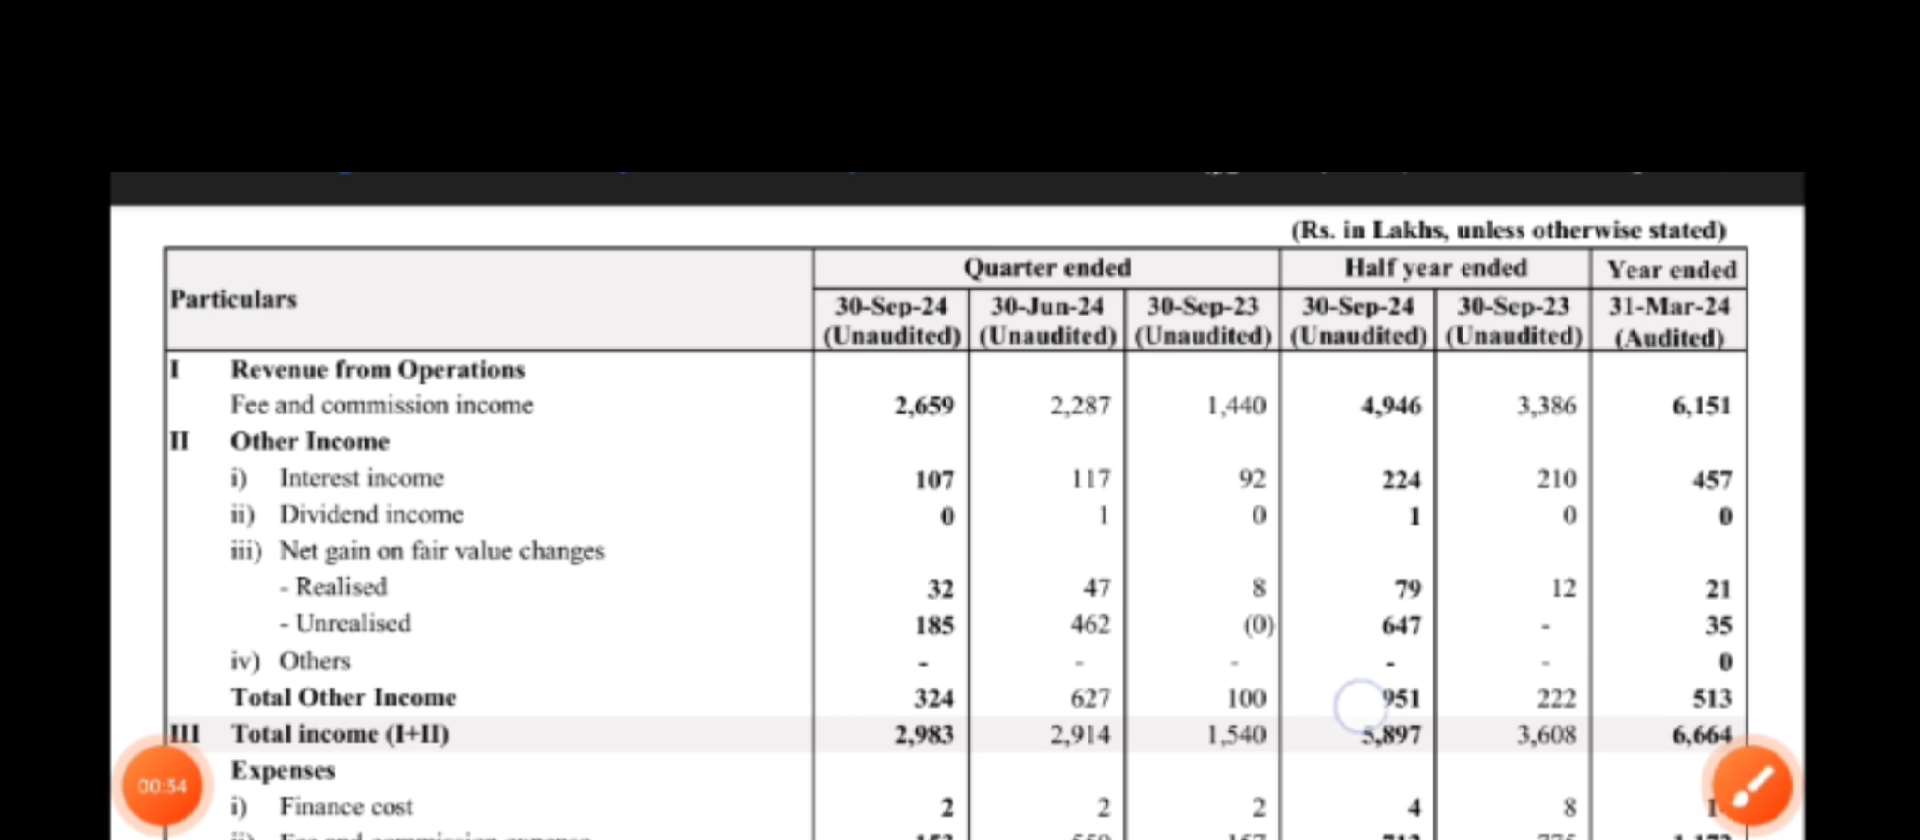 (Rs. in Lakhs, unless otherwise stated)
Particulars Quarter ended Half year ended Year ended
30-Sep-24 30-Jun-24 30-Sep-23 30-Sep-24 30-Sep-23 31-Mar-24
(Unaudited) (Unaudited) (Unaudited) (Unaudited) (Unaudited) (Audited)
I Revenue from Operations
Fee and commission income 2,659 2,287 1,440 4,946 3,386 6,151
II Other Income
i) Interest income 107 117 92 224 210 457
ii) Dividend income 0 1 0 1 0 0
iii) Net gain on fair value changes
- Realised 32 47 8 79 12 21
- Unrealised 185 462 (0) 647 - 35
iv) Others - - - - - 0
Total Other Income 324 627 100 951 222 513
III Total income (I+II) 2,983 2,914 1,540 5,897 3,608 6,664
Expenses
00:54
i) Finance cost 2 2 2 4 8